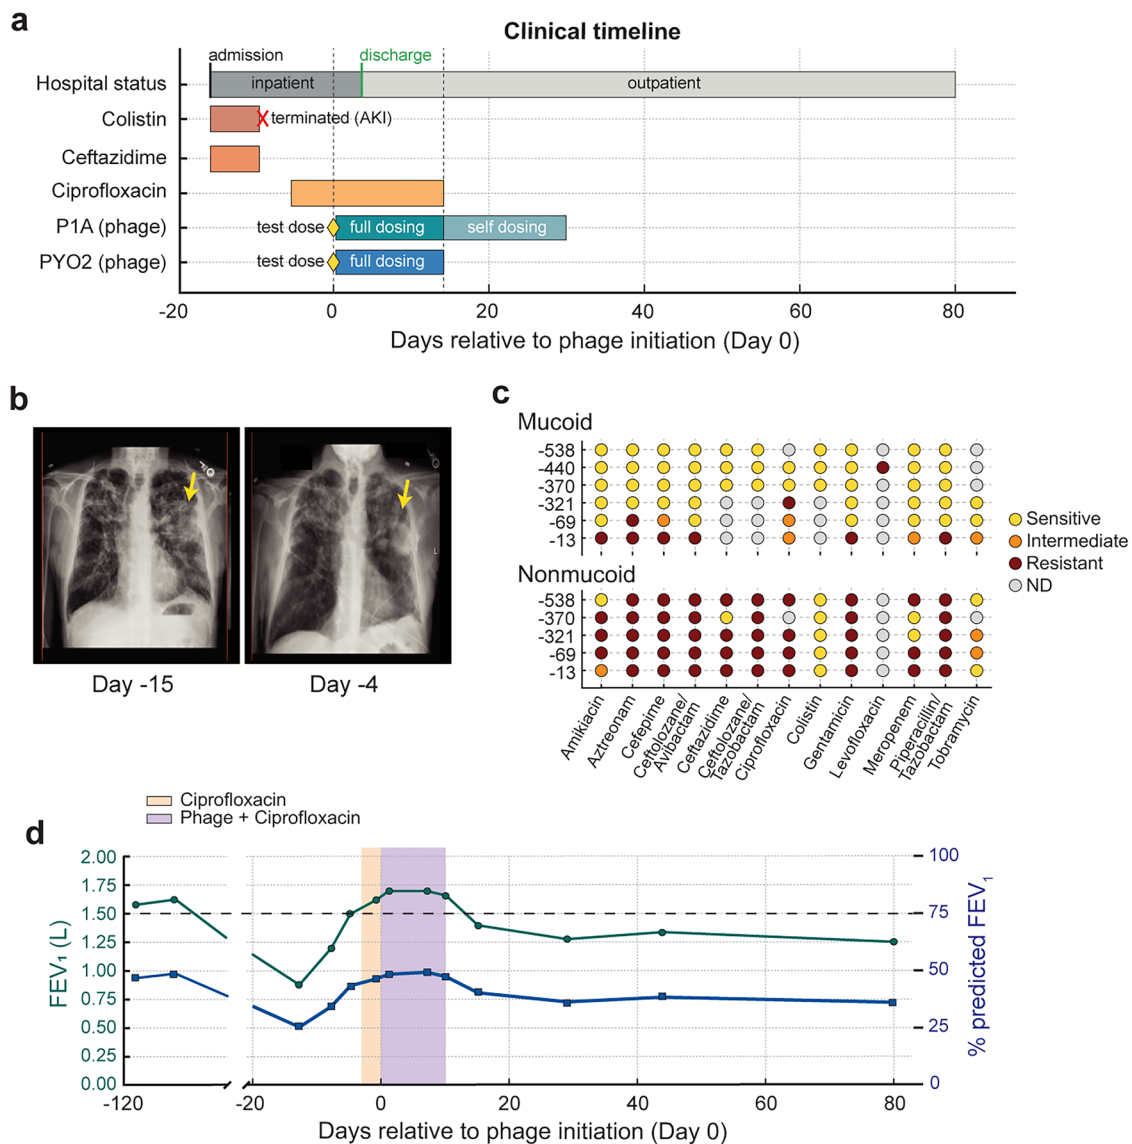 a
Clinical timeline
admission
discharge
Hospital status
inpatient
outpatient
Colistin
terminated (AKI)
Ceftazidime
Ciprofloxacin
P1A (phage)
test dose
full dosing
self dosing
PYO2 (phage)
test dose
full dosing
-20
0
20
40
60
80
Days relative to phage initiation (Day 0)
b
L
Day -15
Day -4
c
Mucoid
-538
-440
-370
-321
-69
-13
Nonmucoid
-538
-370
-321
-69
-13
Sensitive
Intermediate
Resistant
ND
Amikiacin
Aztreonam
Cefepime
Ceftolozane/
Avibactam
Ceftazidime
Ceftolozane/
Tazobactam
Ciprofloxacin
Colistin
Gentamicin
Levofloxacin
Meropenem
Piperacillin/
Tazobactam
Tobramycin
d
Ciprofloxacin
Phage + Ciprofloxacin
FEV₁ (L)
2.00
1.75
1.50
1.25
1.00
0.75
0.50
0.25
0.00
100
75
50
25
0
% predicted FEV₁
-120
-20
0
20
40
60
80
Days relative to phage initiation (Day 0)